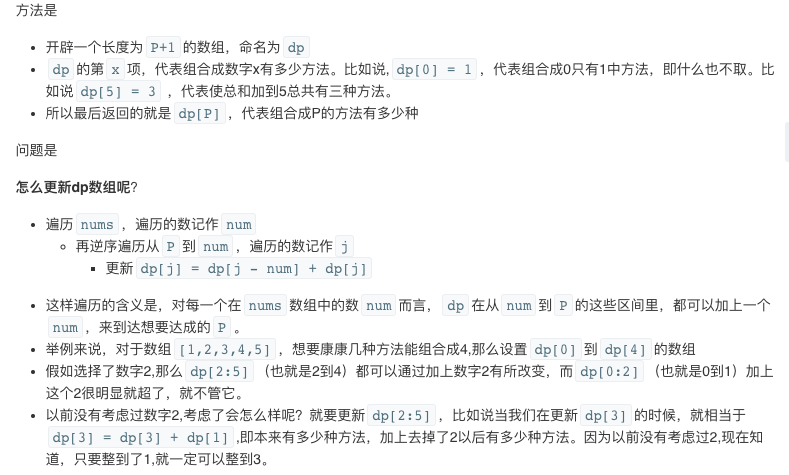 方法是
开辟一个长度为 P+1 的数组，命名为 dp
dp 的第 x 项，代表组合成数字x有多少方法。比如说，dp[0] = 1 ，代表组合成0只有1中方法，即什么也不取。比
如说 dp[5] = 3 ，代表使总和加到5总共有三种方法。
所以最后返回的就是 dp[P] ，代表组合成P的方法有多少种
问题是
怎么更新dp数组呢?
遍历 nums ，遍历的数记作 num
再逆序遍历从 P 到 num ，遍历的数记作 j
更新 dp[j] = dp[j - num] + dp[j]
这样遍历的含义是，对每一个在 nums 数组中的数 num 而言， dp 在从 num 到 P 的这些区间里，都可以加上一个
num ，来到达想要达成的 P 。
举例来说，对于数组 [1,2,3,4,5] ，想要康康几种方法能组合成4,那么设置 dp[0] 到 dp[4] 的数组
假如选择了数字2,那么 dp[2:5] （也就是2到4）都可以通过加上数字2有所改变，而 dp[0:2] （也就是0到1）加上
这个2很明显就超了，就不管它。
以前没有考虑过数字2,考虑了会怎么样呢？就要更新 dp[2:5] ，比如说当我们在更新 dp[3] 的时候，就相当于
dp[3] = dp[3] + dp[1] ,即本来有多少种方法，加上去掉了2以后有多少种方法。因为以前没有考虑过2,现在知
道，只要整到了1,就一定可以整到3。